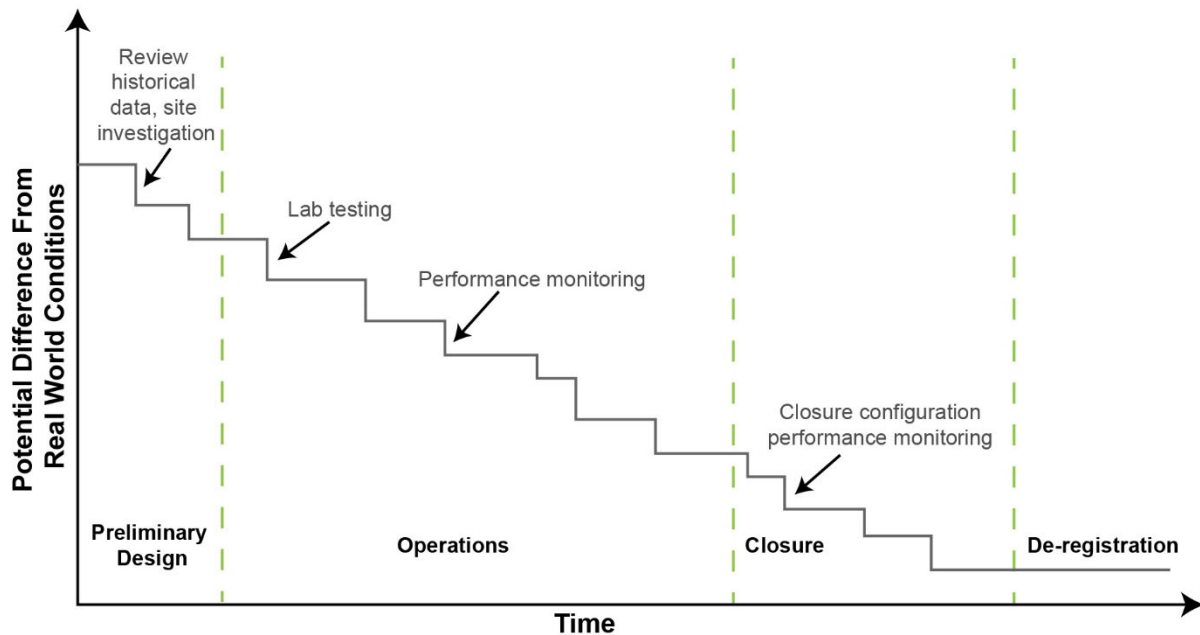 Review
historical
data, site
investigation
Lab testing
Performance monitoring
Closure configuration
performance monitoring
Potential Difference From
Real World Conditions
Preliminary
Design
Operations
Closure
De-registration
Time